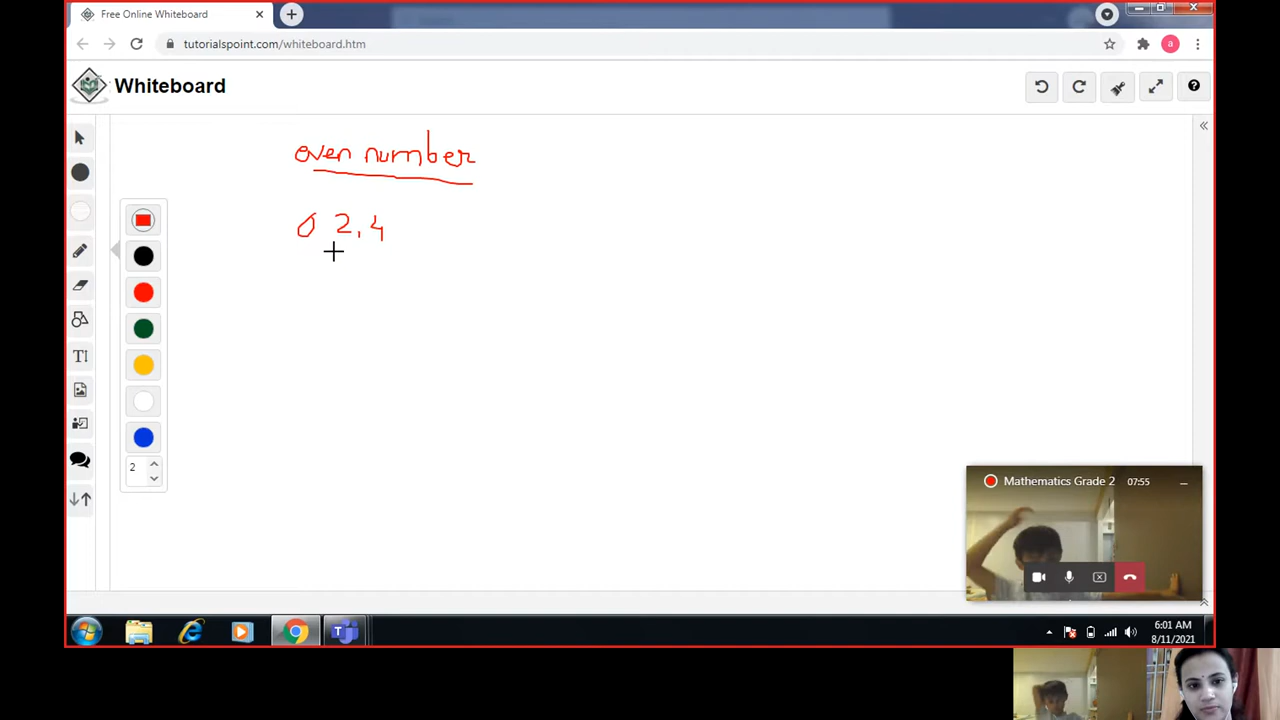 Free Online Whiteboard
tutorialspoint.com/whiteboard.htm
a
Whiteboard
even number
0 2, 4
TI
2
Mathematics Grade 2 07:55
6:01 AM
8/11/2021